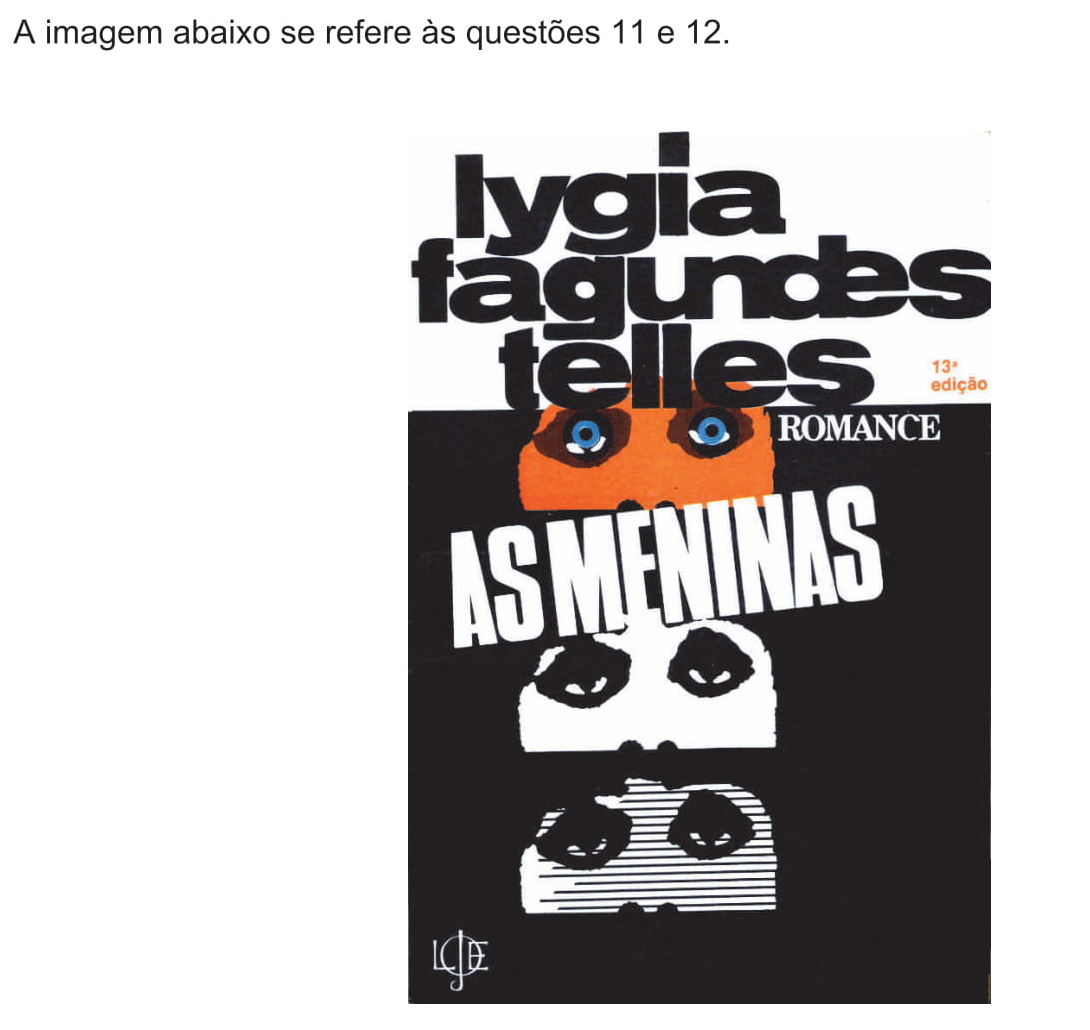 A imagem abaixo se refere às questões 11 e 12.
lygia
fagundes
telles
13ª
edição
ROMANCE
AS MENINAS